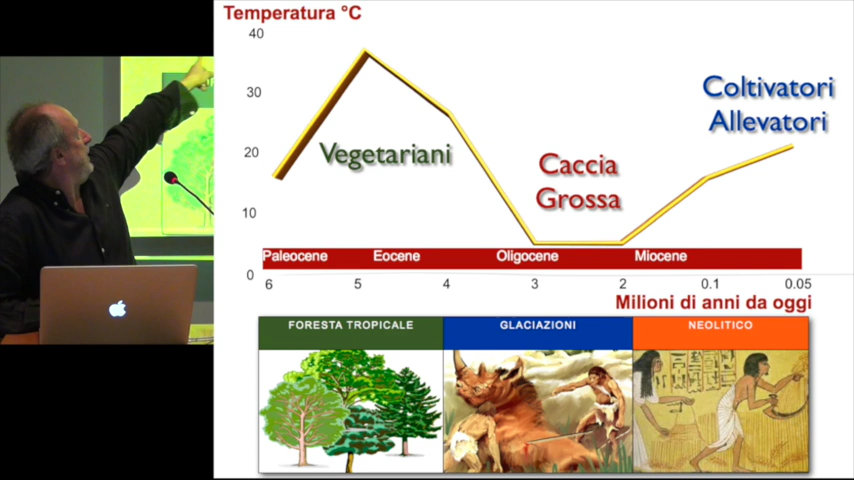 Temperatura °C
40
30
20
10
0
Vegetariani
Caccia
Grossa
Coltivatori
Allevatori
Paleocene Eocene Oligocene Miocene
6 5 4 3 2 0.1 0.05
Milioni di anni da oggi
FORESTA TROPICALE GLACIAZIONI NEOLITICO